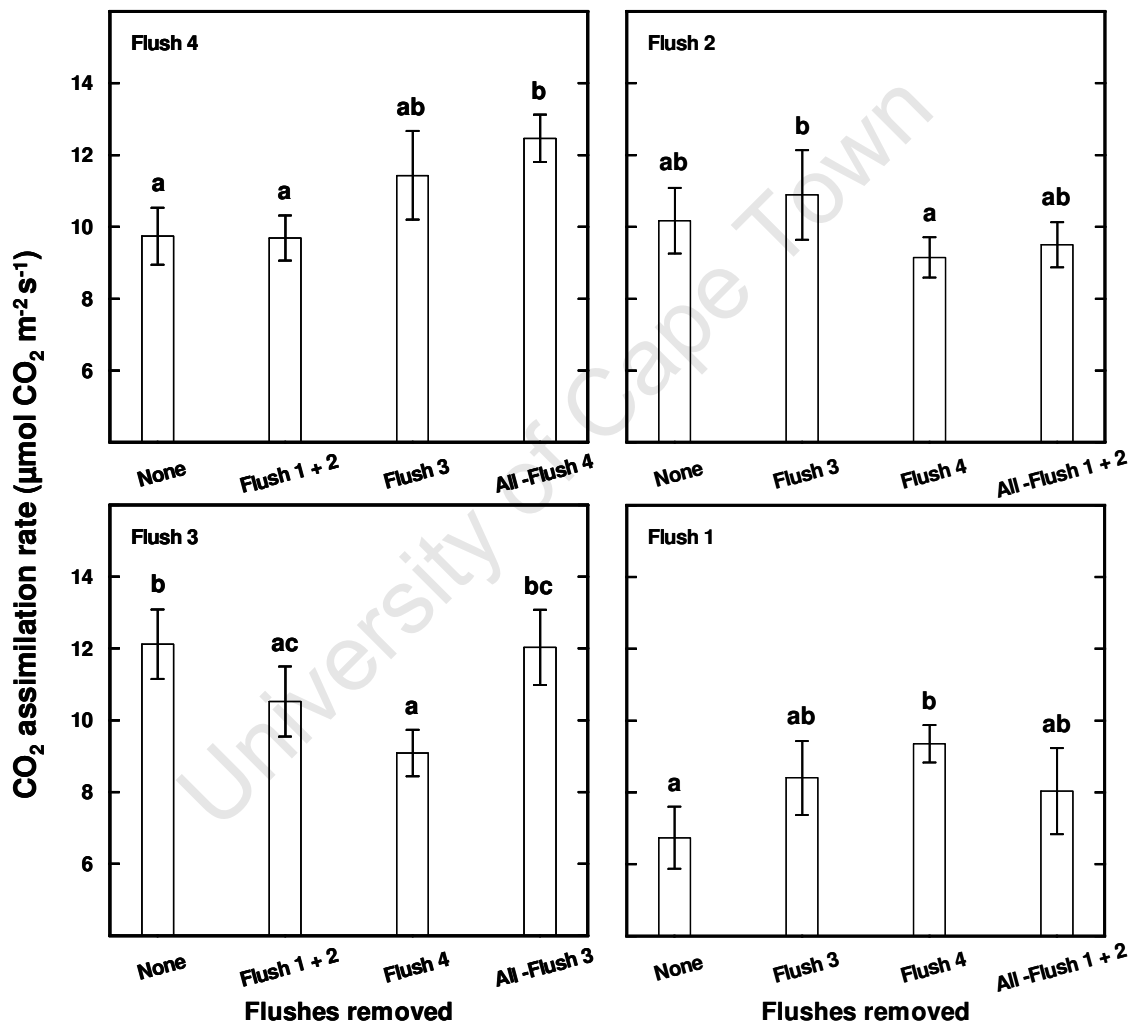 Flush 4
14
12
10
8
6
a
a
ab
b
None
Flush 1 + 2
Flush 3
All -Flush 4
Flush 2
ab
b
a
ab
None
Flush 3
Flush 4
All -Flush 1 + 2
Flush 3
14
12
10
8
6
b
ac
a
bc
None
Flush 1 + 2
Flush 4
All -Flush 3
Flush 1
a
ab
b
ab
None
Flush 3
Flush 4
All -Flush 1 + 2
CO₂ assimilation rate (µmol CO₂ m⁻² s⁻¹)
Flushes removed
Flushes removed
University of Cape Town